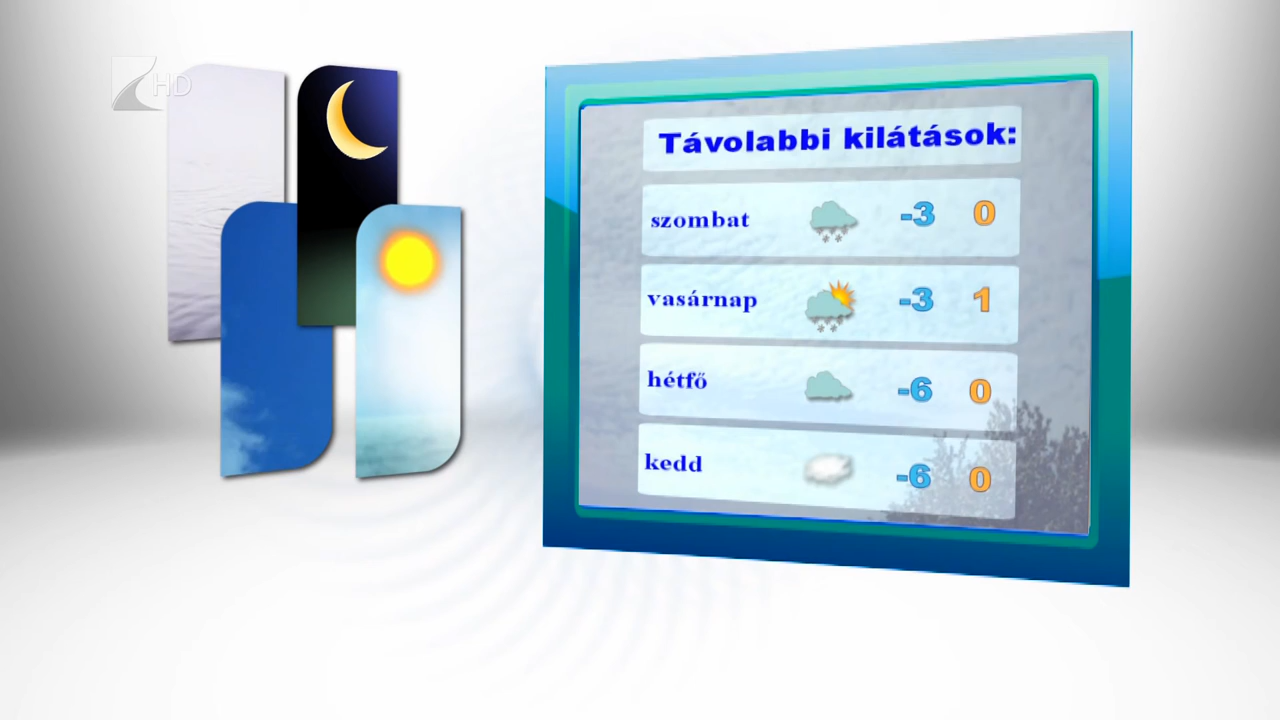 HD
Távolabbi kilátások:
szombat -3 0
vasárnap -3 1
hétfő -6 0
kedd -6 0